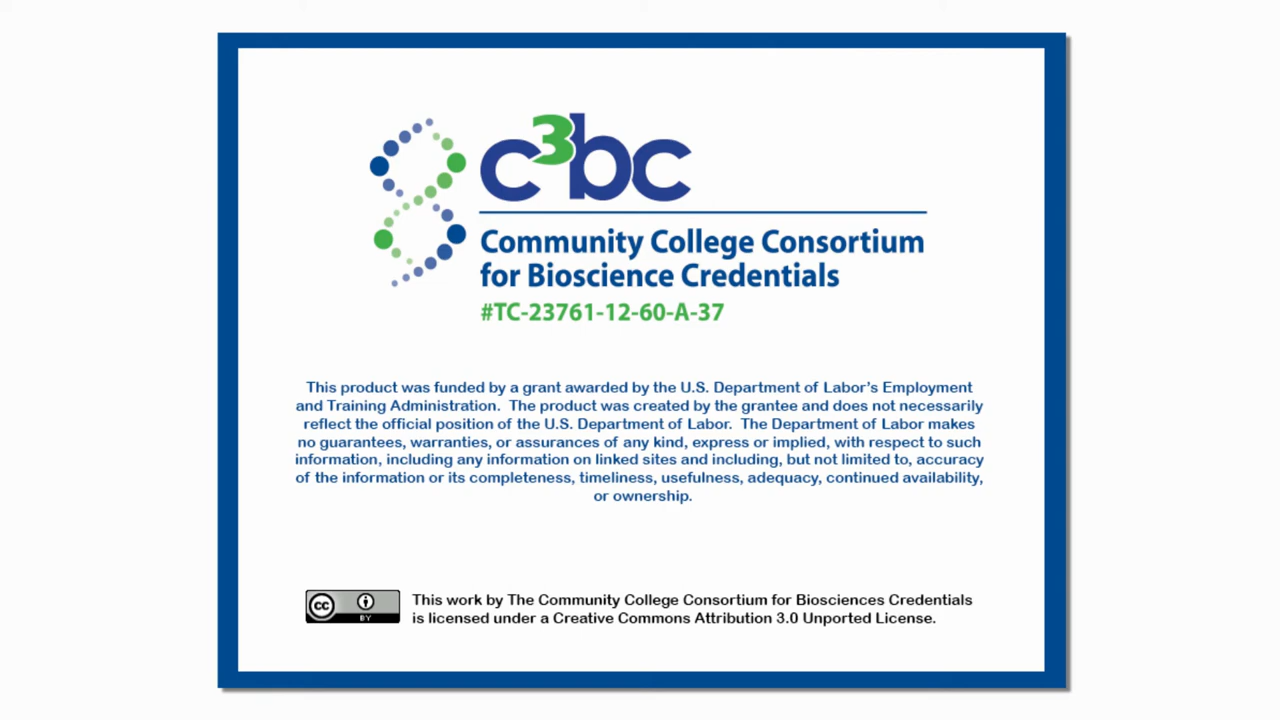 c3bc
Community College Consortium
for Bioscience Credentials
#TC-23761-12-60-A-37
This product was funded by a grant awarded by the U.S. Department of Labor's Employment
and Training Administration.  The product was created by the grantee and does not necessarily
reflect the official position of the U.S. Department of Labor.  The Department of Labor makes
no guarantees, warranties, or assurances of any kind, express or implied, with respect to such
information, including any information on linked sites and including, but not limited to, accuracy
of the information or its completeness, timeliness, usefulness, adequacy, continued availability,
or ownership.
cc BY
This work by The Community College Consortium for Biosciences Credentials
is licensed under a Creative Commons Attribution 3.0 Unported License.